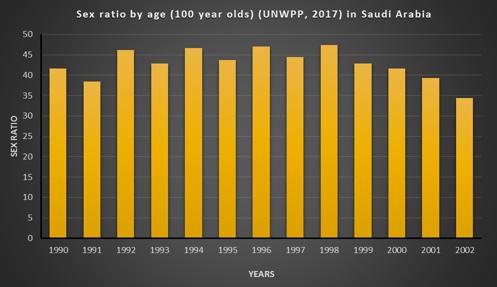 Sex ratio by age (100 year olds) (UNWPP, 2017) in Saudi Arabia
50
45
40
35
30
25
20
15
10
5
0
SEX RATIO
1990 1991 1992 1993 1994 1995 1996 1997 1998 1999 2000 2001 2002
YEARS